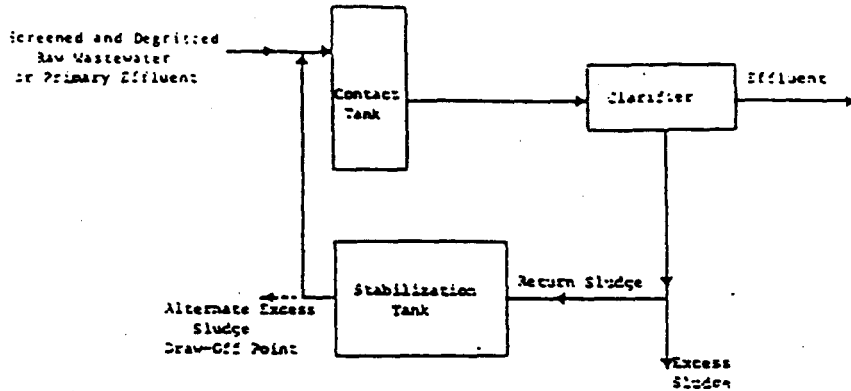 Screened and Degritted
Raw Wastewater
or Primary Effluent
Contact
Tank
Clarifier
Effluent
Stabilization
Tank
Return Sludge
Alternate Excess
Sludge
Draw-Off Point
Excess
Sludge